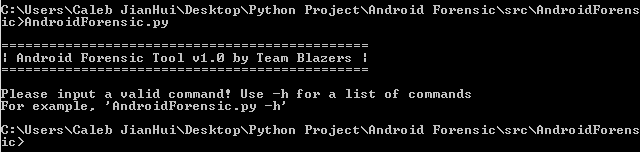 C:\Users\Caleb JianHui\Desktop\Python Project\Android Forensic\src\AndroidForens
ic>AndroidForensic.py
===============================================
| Android Forensic Tool v1.0 by Team Blazers |
===============================================
Please input a valid command! Use -h for a list of commands
For example, 'AndroidForensic.py -h'
C:\Users\Caleb JianHui\Desktop\Python Project\Android Forensic\src\AndroidForens
ic>